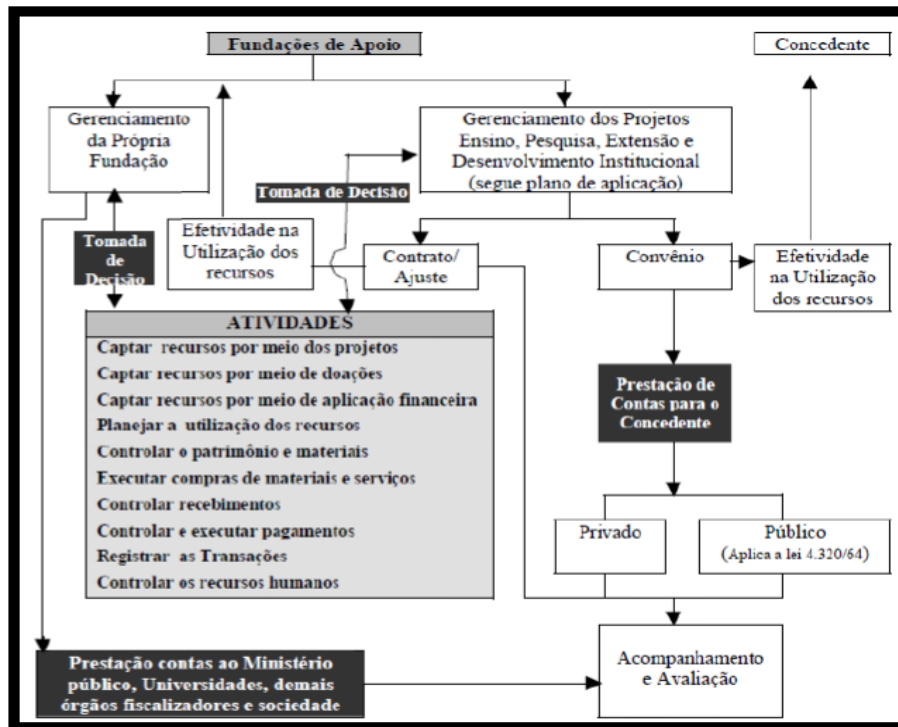 Fundações de Apoio
Concedente
Gerenciamento
da Própria
Fundação
Gerenciamento dos Projetos
Ensino, Pesquisa, Extensão e
Desenvolvimento Institucional
(segue plano de aplicação)
Tomada de Decisão
Tomada
de
Decisão
Efetividade na
Utilização dos
recursos
Contrato/
Ajuste
Convênio
Efetividade
na Utilização
dos recursos
ATIVIDADES
Captar recursos por meio dos projetos
Captar recursos por meio de doações
Captar recursos por meio de aplicação financeira
Planejar a utilização dos recursos
Controlar o patrimônio e materiais
Executar compras de materiais e serviços
Controlar recebimentos
Controlar e executar pagamentos
Registrar as Transações
Controlar os recursos humanos
Prestação de
Contas para o
Concedente
Privado
Público
(Aplica a lei 4.320/64)
Prestação contas ao Ministério
público, Universidades, demais
órgãos fiscalizadores e sociedade
Acompanhamento
e Avaliação